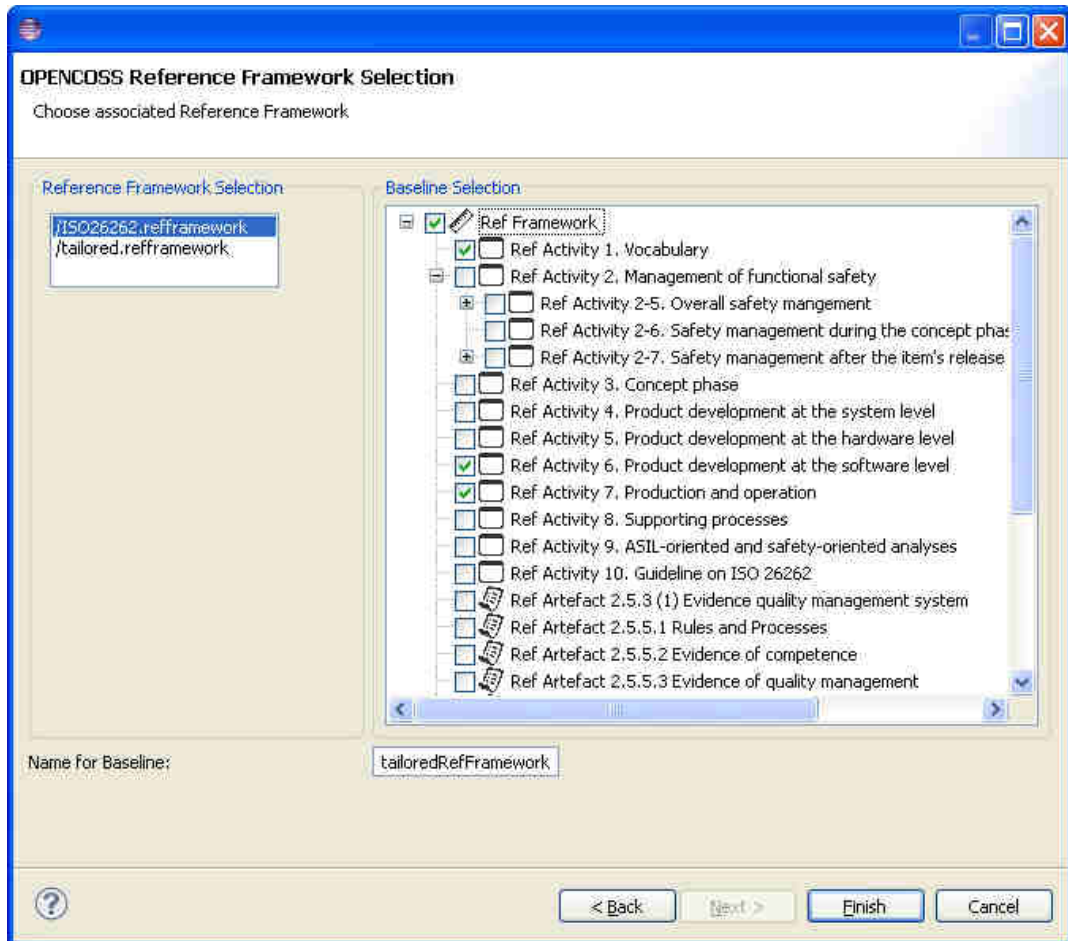 OPENCOSS Reference Framework Selection
Choose associated Reference Framework
Reference Framework Selection
/ISO26262.refframework
/tailored.refframework
Baseline Selection
Ref Framework
Ref Activity 1. Vocabulary
Ref Activity 2. Management of functional safety
Ref Activity 2-5. Overall safety mangement
Ref Activity 2-6. Safety management during the concept phas
Ref Activity 2-7. Safety management after the item's release
Ref Activity 3. Concept phase
Ref Activity 4. Product development at the system level
Ref Activity 5. Product development at the hardware level
Ref Activity 6. Product development at the software level
Ref Activity 7. Production and operation
Ref Activity 8. Supporting processes
Ref Activity 9. ASIL-oriented and safety-oriented analyses
Ref Activity 10. Guideline on ISO 26262
Ref Artefact 2.5.3 (1) Evidence quality management system
Ref Artefact 2.5.5.1 Rules and Processes
Ref Artefact 2.5.5.2 Evidence of competence
Ref Artefact 2.5.5.3 Evidence of quality management
Name for Baseline:
tailoredRefFramework
< Back
Next >
Finish
Cancel